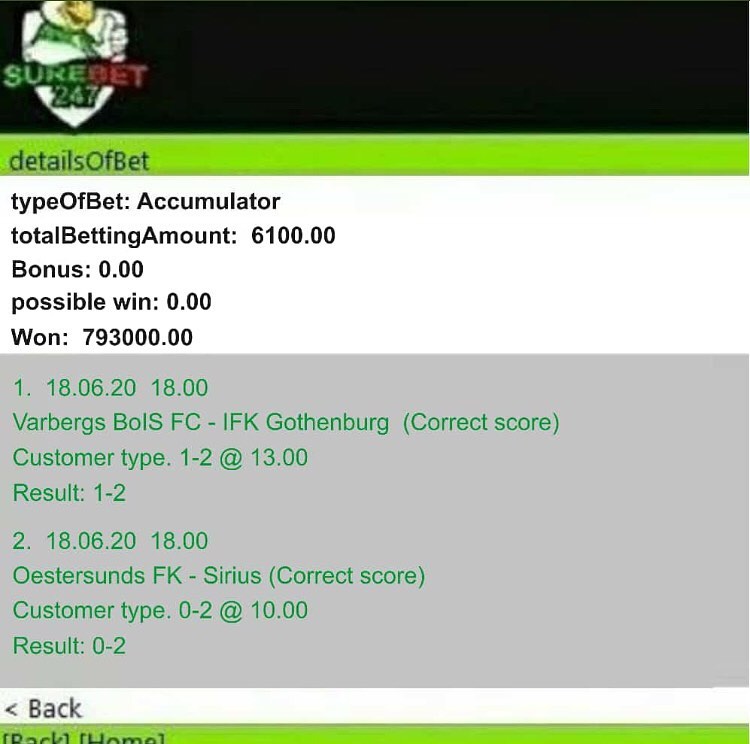 SUREBET
247
detailsOfBet
typeOfBet: Accumulator
totalBettingAmount: 6100.00
Bonus: 0.00
possible win: 0.00
Won: 793000.00
1. 18.06.20 18.00
Varbergs BoIS FC - IFK Gothenburg (Correct score)
Customer type. 1-2 @ 13.00
Result: 1-2
2. 18.06.20 18.00
Oestersunds FK - Sirius (Correct score)
Customer type. 0-2 @ 10.00
Result: 0-2
< Back
[Back] [Home]